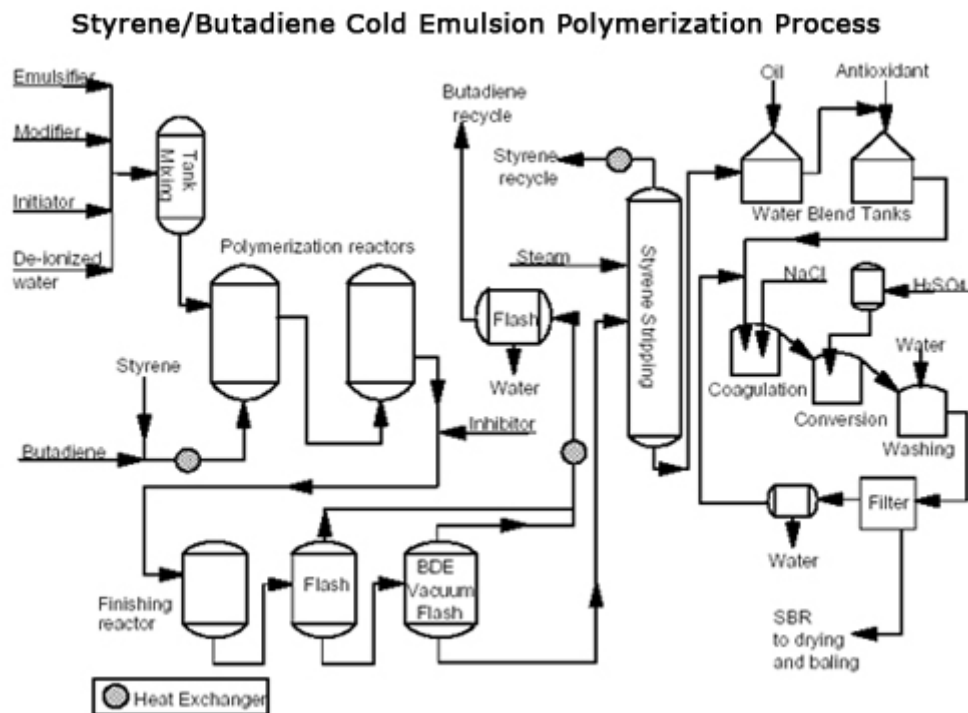 Styrene/Butadiene Cold Emulsion Polymerization Process
Emulsifier
Modifier
Initiator
De-ionized
water
Tank
Mixing
Polymerization reactors
Styrene
Butadiene
Butadiene
recycle
Styrene
recycle
Steam
Flash
Water
Inhibitor
Styrene Stripping
Oil
Antioxidant
Water Blend Tanks
NaCl
H2SO4
Water
Coagulation
Conversion
Washing
Filter
Water
SBR
to drying
and baling
Finishing
reactor
Flash
BDE
Vacuum
Flash
Heat Exchanger